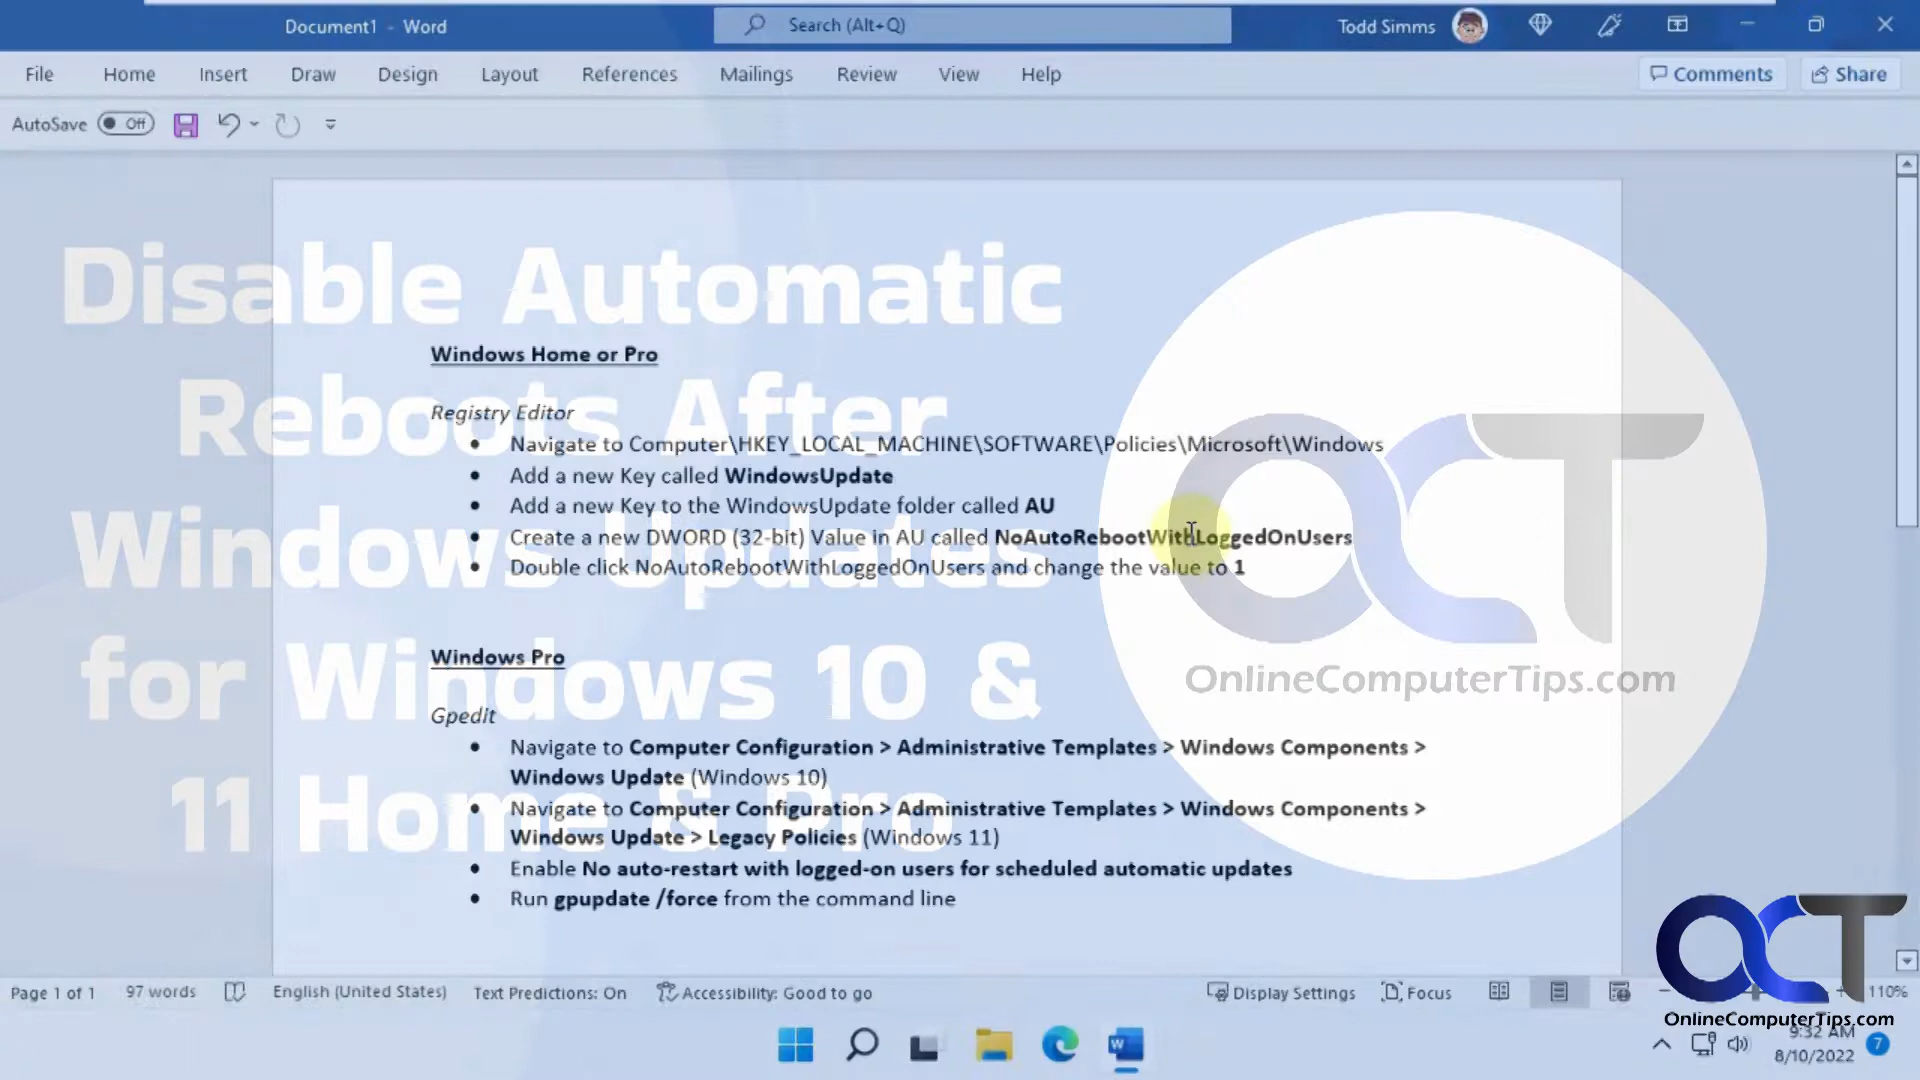 Document1 - Word
Search (Alt+Q)
Todd Simms
File Home Insert Draw Design Layout References Mailings Review View Help
Comments Share
AutoSave Off
Disable Automatic
Reboots After
Windows Updates
for Windows 10 &
11 Home & Pro
Windows Home or Pro
Registry Editor
• Navigate to Computer\HKEY_LOCAL_MACHINE\SOFTWARE\Policies\Microsoft\Windows
• Add a new Key called WindowsUpdate
• Add a new Key to the WindowsUpdate folder called AU
• Create a new DWORD (32-bit) Value in AU called NoAutoRebootWithLoggedOnUsers
• Double click NoAutoRebootWithLoggedOnUsers and change the value to 1
Windows Pro
Gpedit
• Navigate to Computer Configuration > Administrative Templates > Windows Components >
Windows Update (Windows 10)
• Navigate to Computer Configuration > Administrative Templates > Windows Components >
Windows Update > Legacy Policies (Windows 11)
• Enable No auto-restart with logged-on users for scheduled automatic updates
• Run gpupdate /force from the command line
OCT
OnlineComputerTips.com
Page 1 of 1 97 words English (United States) Text Predictions: On Accessibility: Good to go Display Settings Focus 110%
OCT
OnlineComputerTips.com
9:32 AM
8/10/2022
7